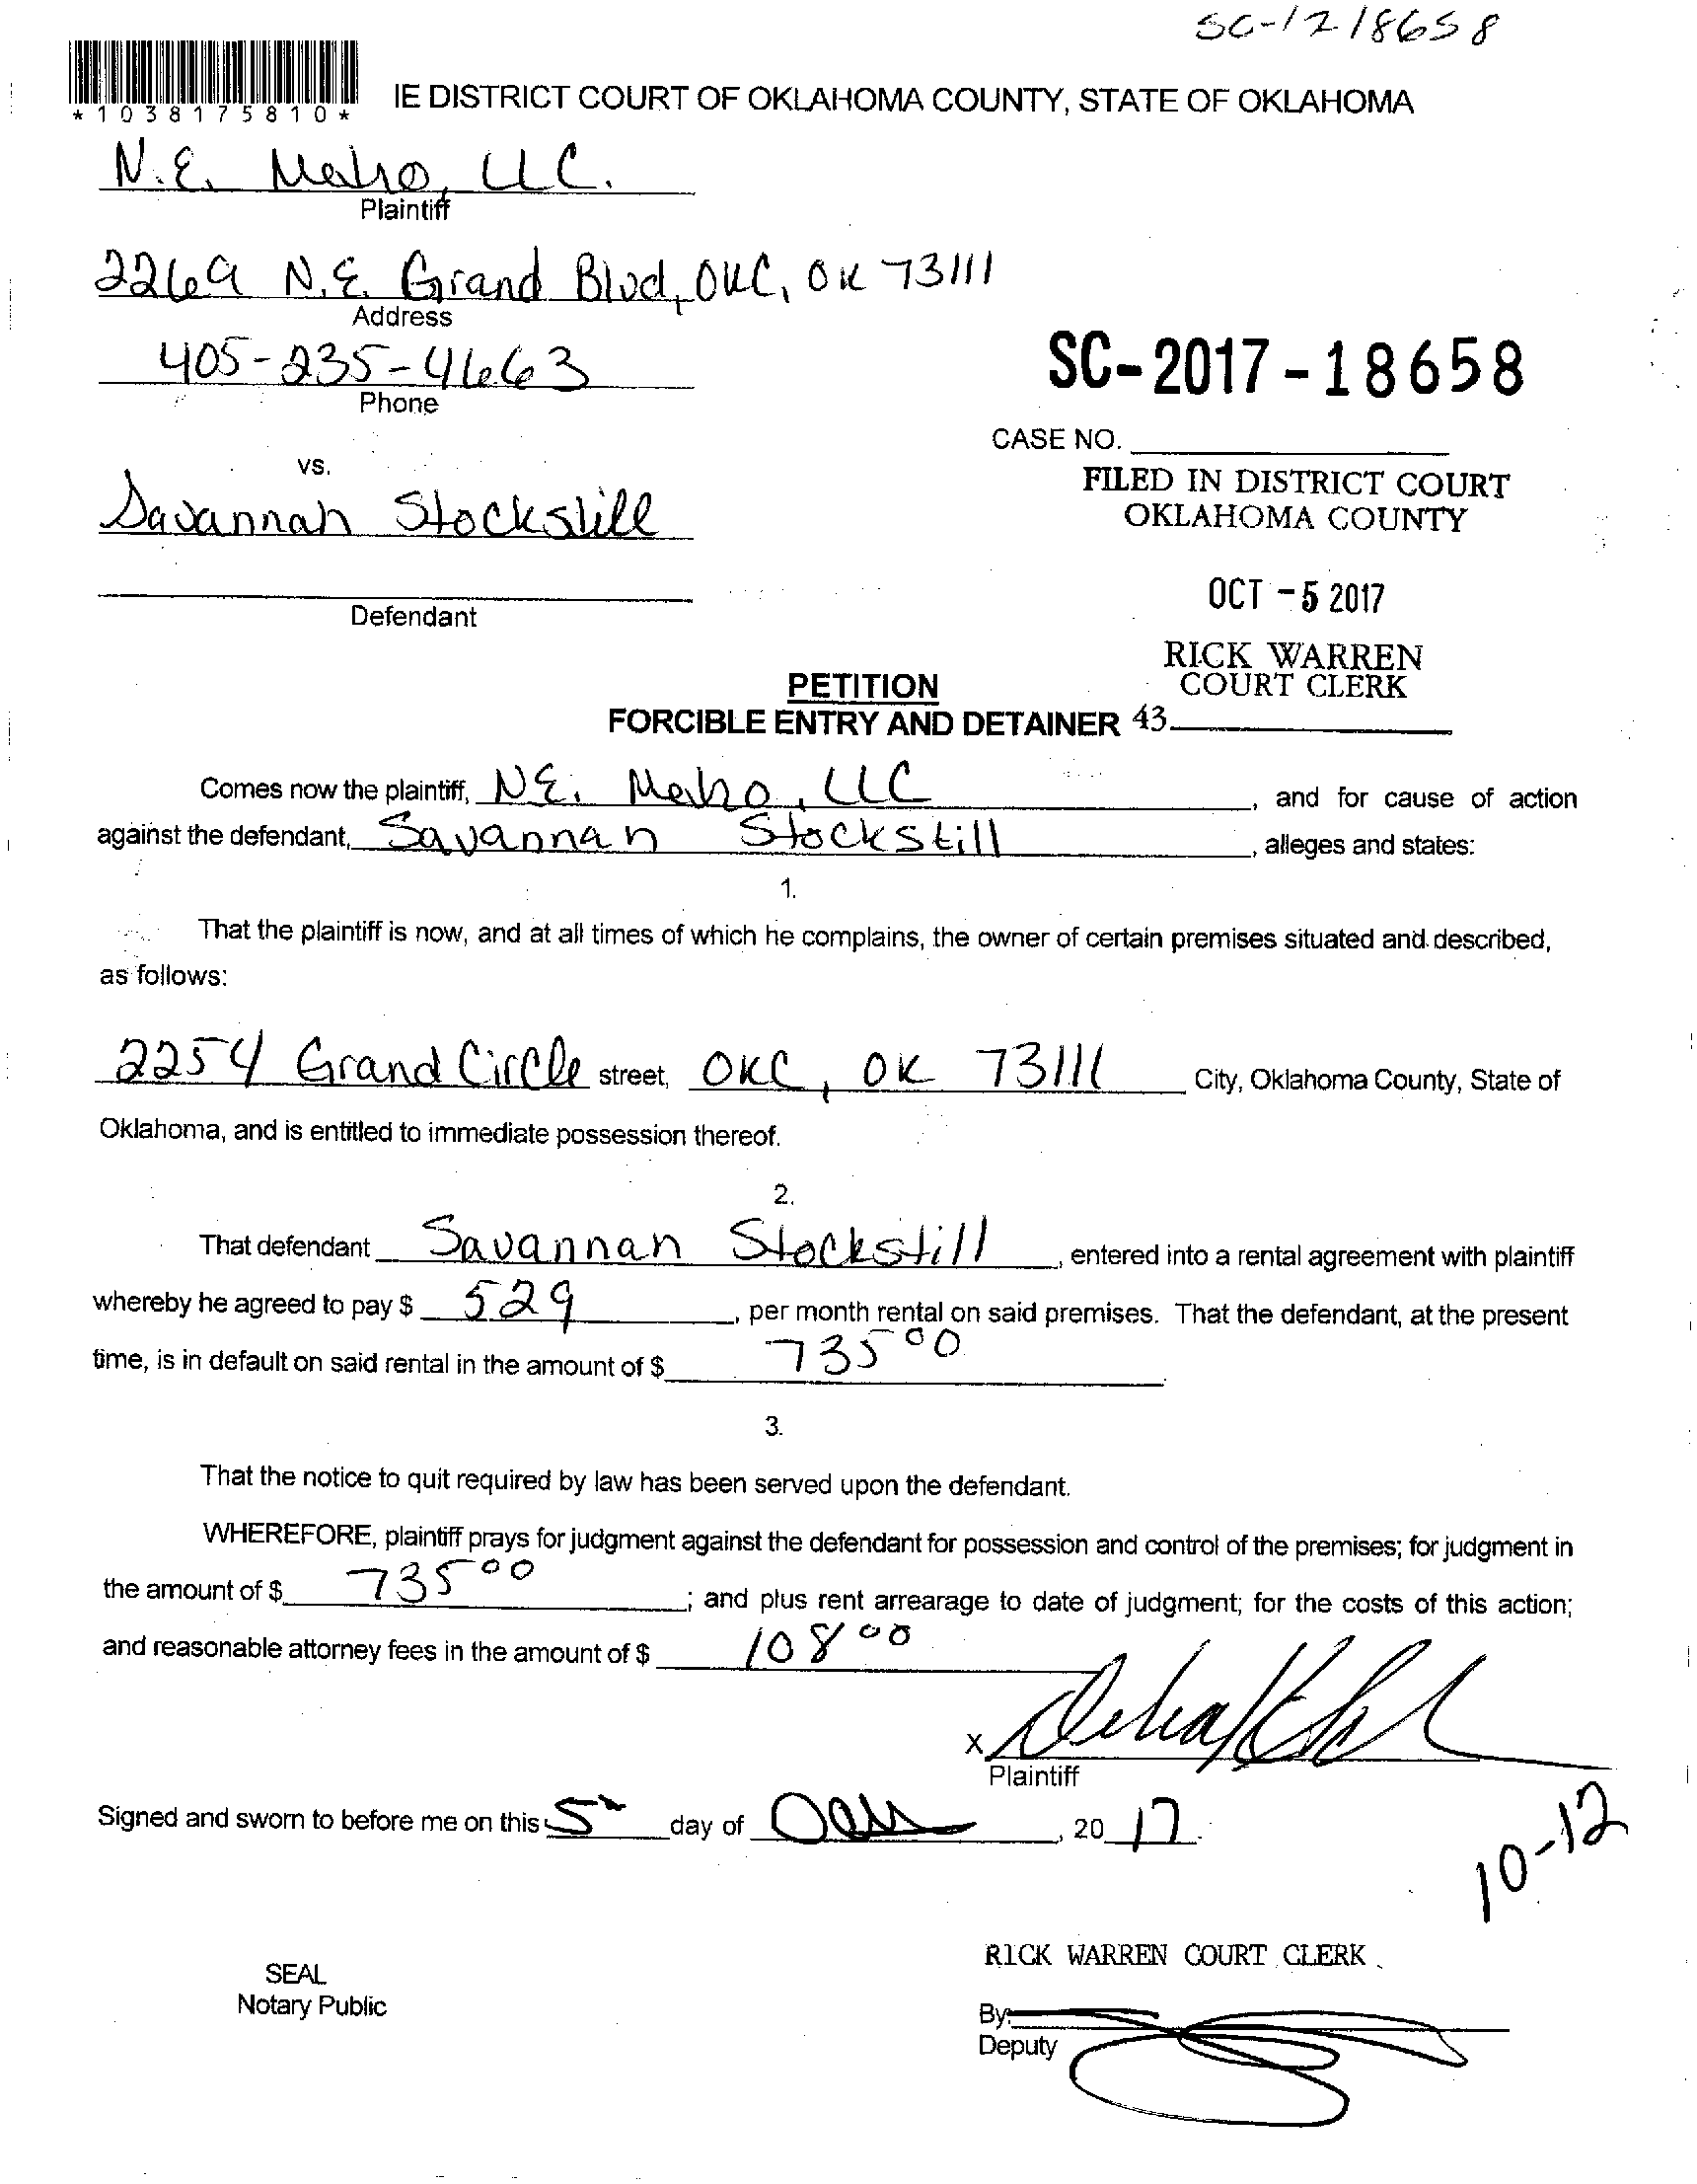 SC-1718658
*1038175810*
IE DISTRICT COURT OF OKLAHOMA COUNTY, STATE OF OKLAHOMA
N.E. Metro, LLC.
Plaintiff
2269 N.E. Grand Blvd, OKC, OK 73111
Address
405-235-4663
Phone
SC-2017-18658
CASE NO.
vs.
FILED IN DISTRICT COURT
OKLAHOMA COUNTY
Savannah Stockstill
OCT -5 2017
Defendant
RICK WARREN
COURT CLERK
PETITION
FORCIBLE ENTRY AND DETAINER 43
Comes now the plaintiff, NE. Metro, LLC, and for cause of action
against the defendant, Savannah Stockstill, alleges and states:
1.
That the plaintiff is now, and at all times of which he complains, the owner of certain premises situated and described,
as follows:
2254 Grand Circle street, OKC, OK 73111 City, Oklahoma County, State of
Oklahoma, and is entitled to immediate possession thereof.
2.
That defendant Savannah Stockstill, entered into a rental agreement with plaintiff
whereby he agreed to pay $ 529, per month rental on said premises. That the defendant, at the present
time, is in default on said rental in the amount of $ 735 00
3.
That the notice to quit required by law has been served upon the defendant.
WHEREFORE, plaintiff prays for judgment against the defendant for possession and control of the premises; for judgment in
the amount of $ 735 00; and plus rent arrearage to date of judgment; for the costs of this action;
and reasonable attorney fees in the amount of $ 108 00
X
Plaintiff
Signed and sworn to before me on this 5 day of, 20 17.
10-12
RICK WARREN COURT CLERK
SEAL
Notary Public
By:
Deputy